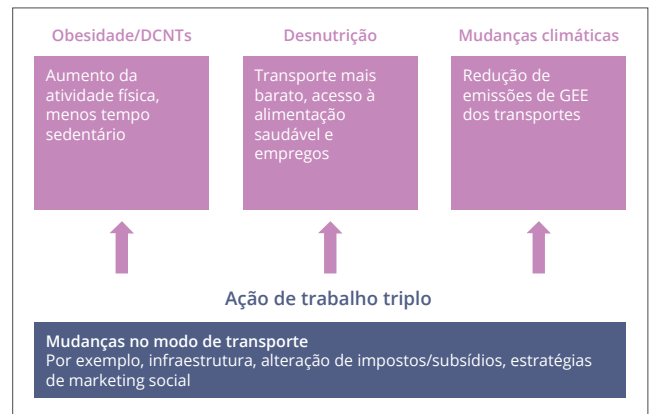 Obesidade/DCNTs
Aumento da
atividade física,
menos tempo
sedentário
Desnutrição
Transporte mais
barato, acesso à
alimentação
saudável e
empregos
Mudanças climáticas
Redução de
emissões de GEE
dos transportes
Ação de trabalho triplo
Mudanças no modo de transporte
Por exemplo, infraestrutura, alteração de impostos/subsídios, estratégias
de marketing social